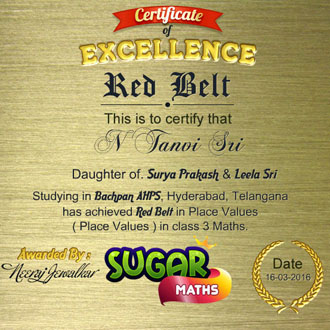 Certificate
of
EXCELLENCE
Red Belt
This is to certify that
N Tanvi Sri
Daughter of. Surya Prakash & Leela Sri
Studying in Bachpan AHPS, Hyderabad, Telangana
has achieved Red Belt in Place Values
( Place Values ) in class 3 Maths.
Awarded By :
Neeraj Jewalkar
SUGAR
MATHS
Date
16-03-2016